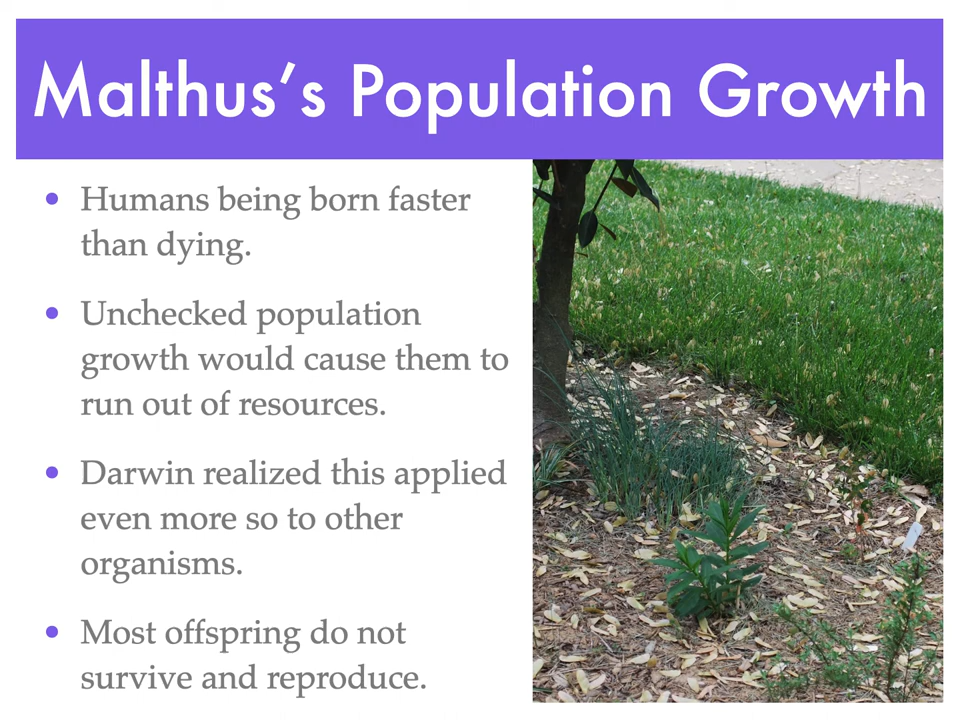 Malthus’s Population Growth
• Humans being born faster
than dying.
• Unchecked population
growth would cause them to
run out of resources.
• Darwin realized this applied
even more so to other
organisms.
• Most offspring do not
survive and reproduce.